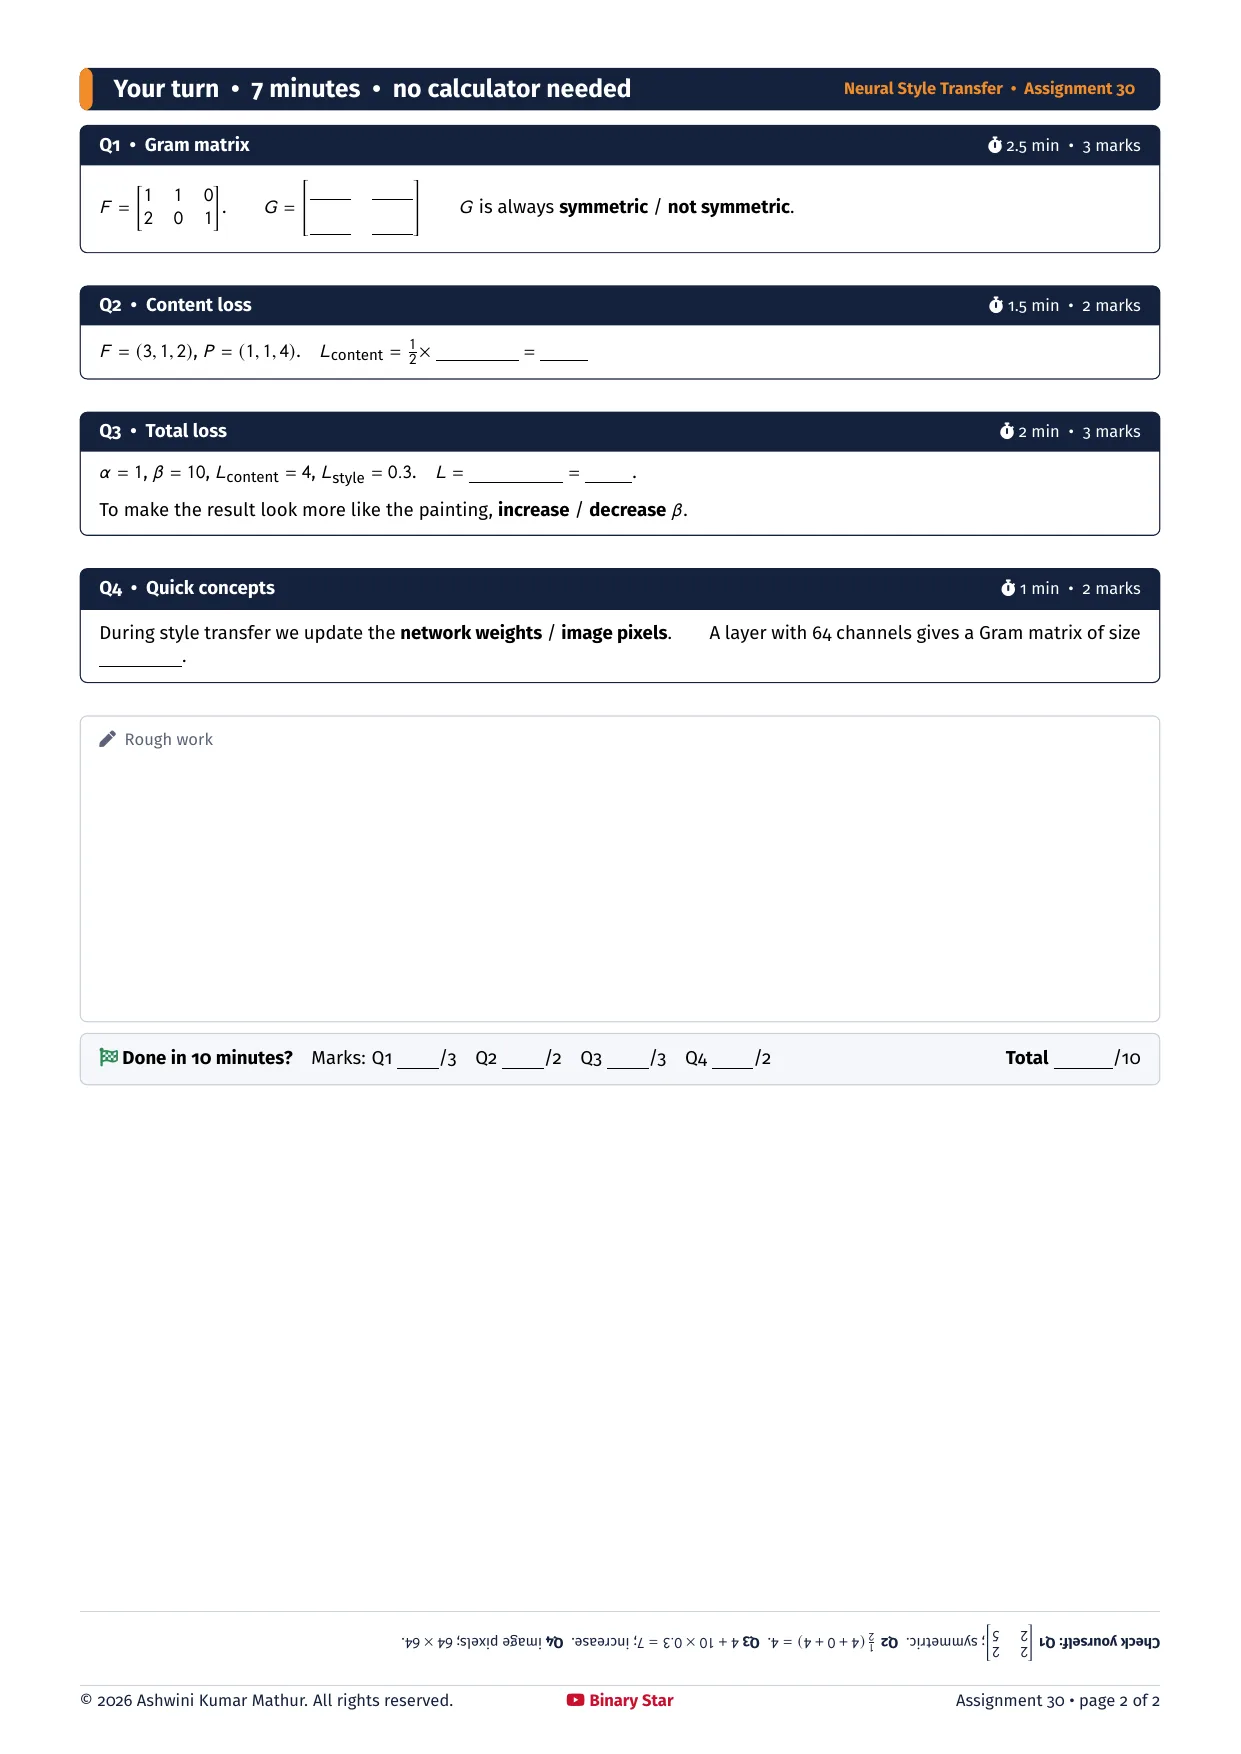 Your turn • 7 minutes • no calculator needed
Neural Style Transfer • Assignment 30
Q1 • Gram matrix
2.5 min • 3 marks
F = [1 1 0; 2 0 1]. G = [____ ____; ____ ____] G is always symmetric / not symmetric.
Q2 • Content loss
1.5 min • 2 marks
F = (3, 1, 2), P = (1, 1, 4). L_content = 1/2 × ________ = ____
Q3 • Total loss
2 min • 3 marks
α = 1, β = 10, L_content = 4, L_style = 0.3. L = ________ = ____.
To make the result look more like the painting, increase / decrease β.
Q4 • Quick concepts
1 min • 2 marks
During style transfer we update the network weights / image pixels. A layer with 64 channels gives a Gram matrix of size
________.
Rough work
Done in 10 minutes? Marks: Q1 ____/3 Q2 ____/2 Q3 ____/3 Q4 ____/2 Total ______/10
Check yourself: Q1 [2 2; 2 5]; symmetric. Q2 1/2 (4 + 0 + 4) = 4. Q3 4 + 10 × 0.3 = 7; increase. Q4 image pixels; 64 × 64.
© 2026 Ashwini Kumar Mathur. All rights reserved.
Binary Star
Assignment 30 • page 2 of 2